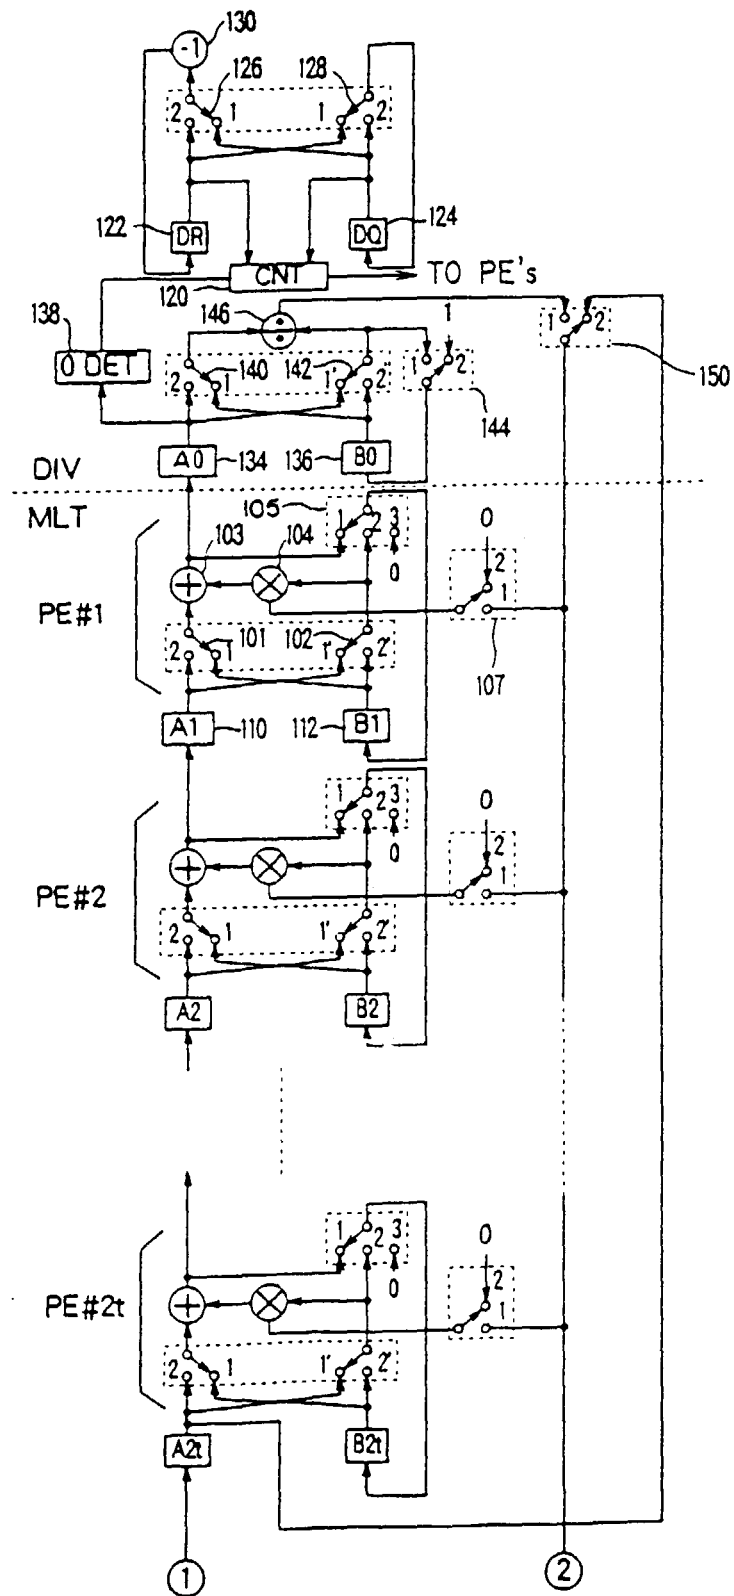 130
-1
126 128
2 1 1 2
122 DR DQ 124
CNT TO PE's
120
138 146 1
0 DET 2 140 1 142 1' 2 1 2 1 2 150
144
A0 134 136 B0
DIV
MLT
105 1 2 3
103 104 0
+ × 0
PE#1 2 1
101 102 107
2 1 1' 2'
A1 110 112 B1
1 2 3
0 0
PE#2 + × 2 1
2 1 1' 2'
A2 B2
1 2 3
0 0
PE#2t + × 2 1
2 1 1' 2'
A2t B2t
1 2